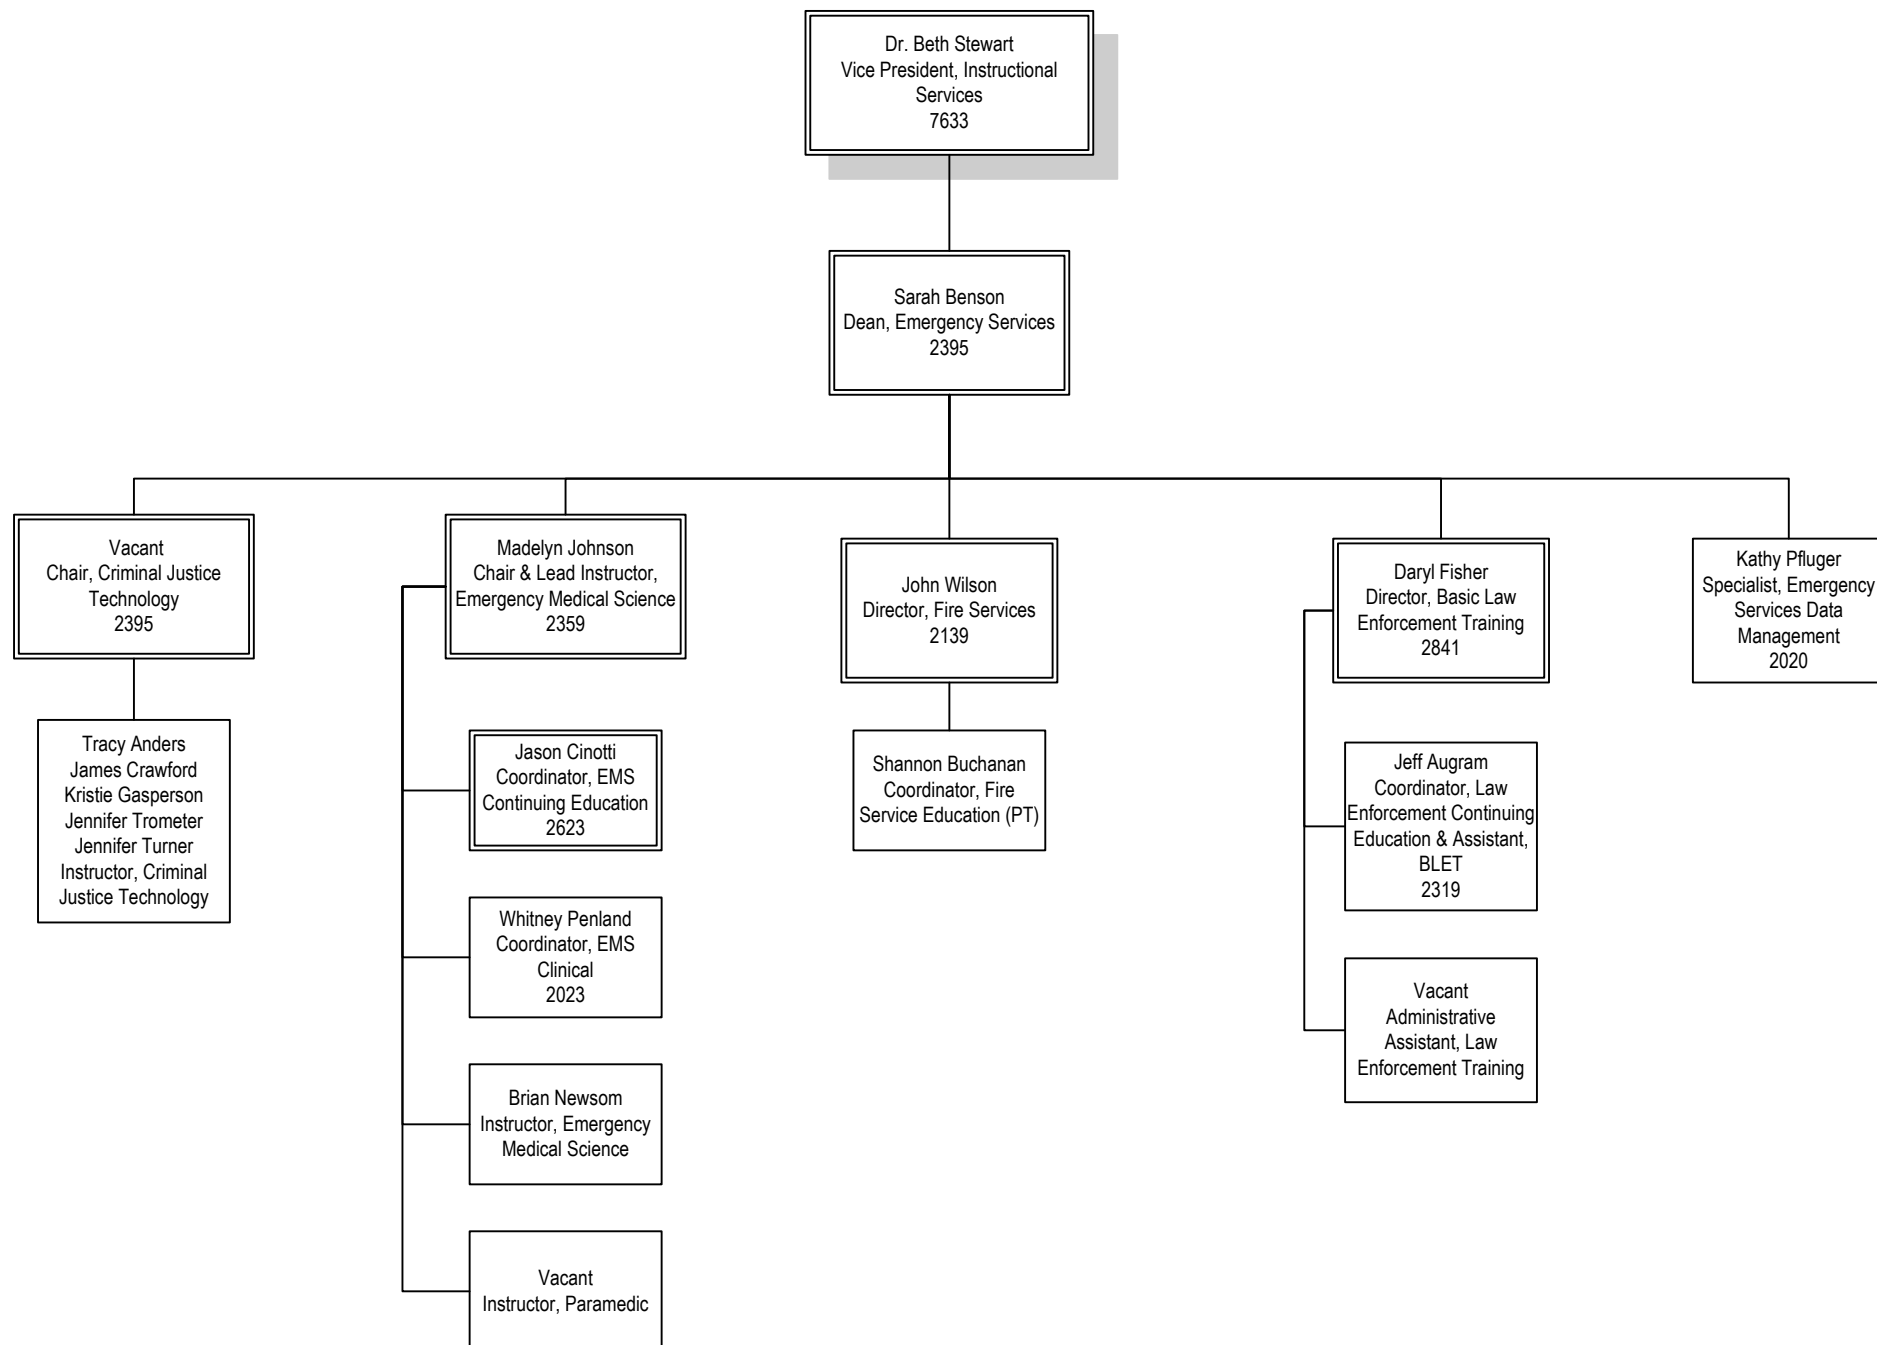 Dr. Beth Stewart
Vice President, Instructional
Services
7633
Sarah Benson
Dean, Emergency Services
2395
Vacant
Chair, Criminal Justice
Technology
2395
Tracy Anders
James Crawford
Kristie Gasperson
Jennifer Trometer
Jennifer Turner
Instructor, Criminal
Justice Technology
Madelyn Johnson
Chair & Lead Instructor,
Emergency Medical Science
2359
Jason Cinotti
Coordinator, EMS
Continuing Education
2623
Whitney Penland
Coordinator, EMS
Clinical
2023
Brian Newsom
Instructor, Emergency
Medical Science
Vacant
Instructor, Paramedic
John Wilson
Director, Fire Services
2139
Shannon Buchanan
Coordinator, Fire
Service Education (PT)
Daryl Fisher
Director, Basic Law
Enforcement Training
2841
Jeff Augram
Coordinator, Law
Enforcement Continuing
Education & Assistant,
BLET
2319
Vacant
Administrative
Assistant, Law
Enforcement Training
Kathy Pfluger
Specialist, Emergency
Services Data
Management
2020